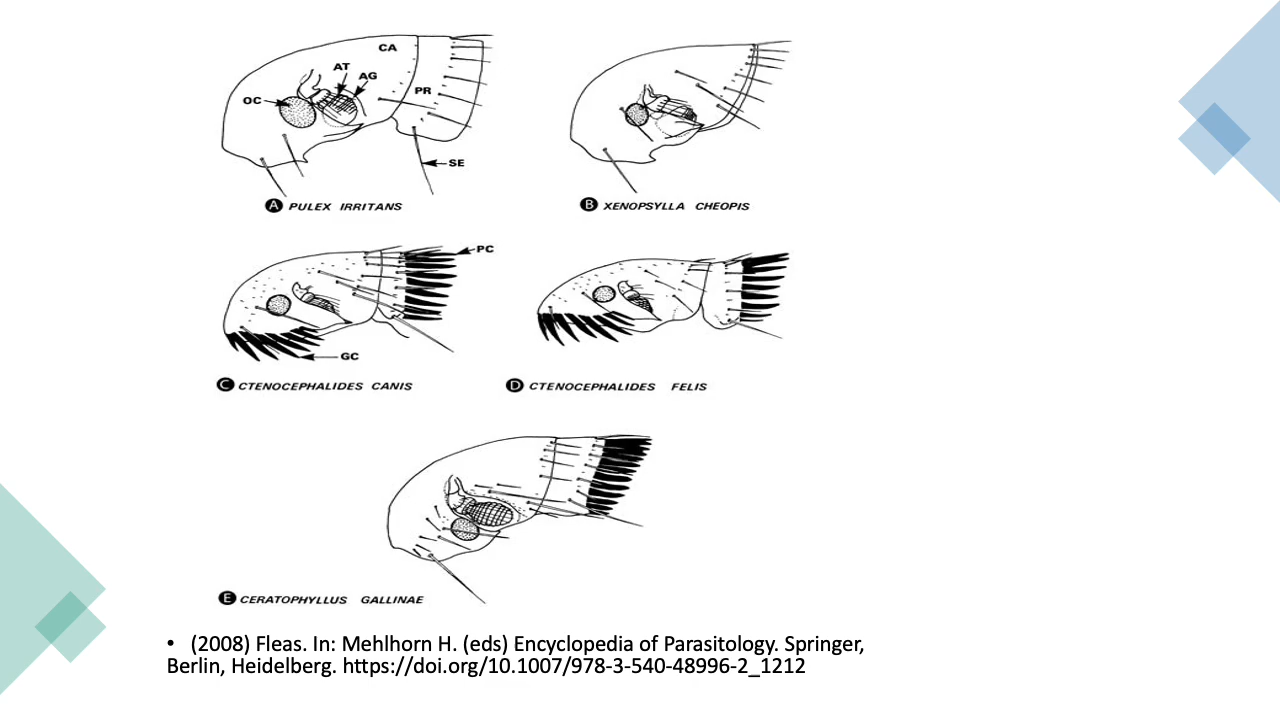 CA
AT
AG
OC
PR
SE
A PULEX IRRITANS
B XENOPSYLLA CHEOPIS
PC
GC
C CTENOCEPHALIDES CANIS
D CTENOCEPHALIDES FELIS
E CERATOPHYLLUS GALLINAE
• (2008) Fleas. In: Mehlhorn H. (eds) Encyclopedia of Parasitology. Springer,
Berlin, Heidelberg. https://doi.org/10.1007/978-3-540-48996-2_1212